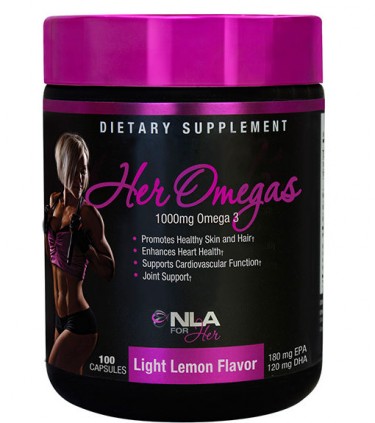 DIETARY SUPPLEMENT
Her Omegas
1000mg Omega 3
• Promotes Healthy Skin and Hair†
• Enhances Heart Health†
• Supports Cardiovascular Function†
• Joint Support†
NLA
FOR Her
100
CAPSULES
Light Lemon Flavor
180 mg EPA
120 mg DHA